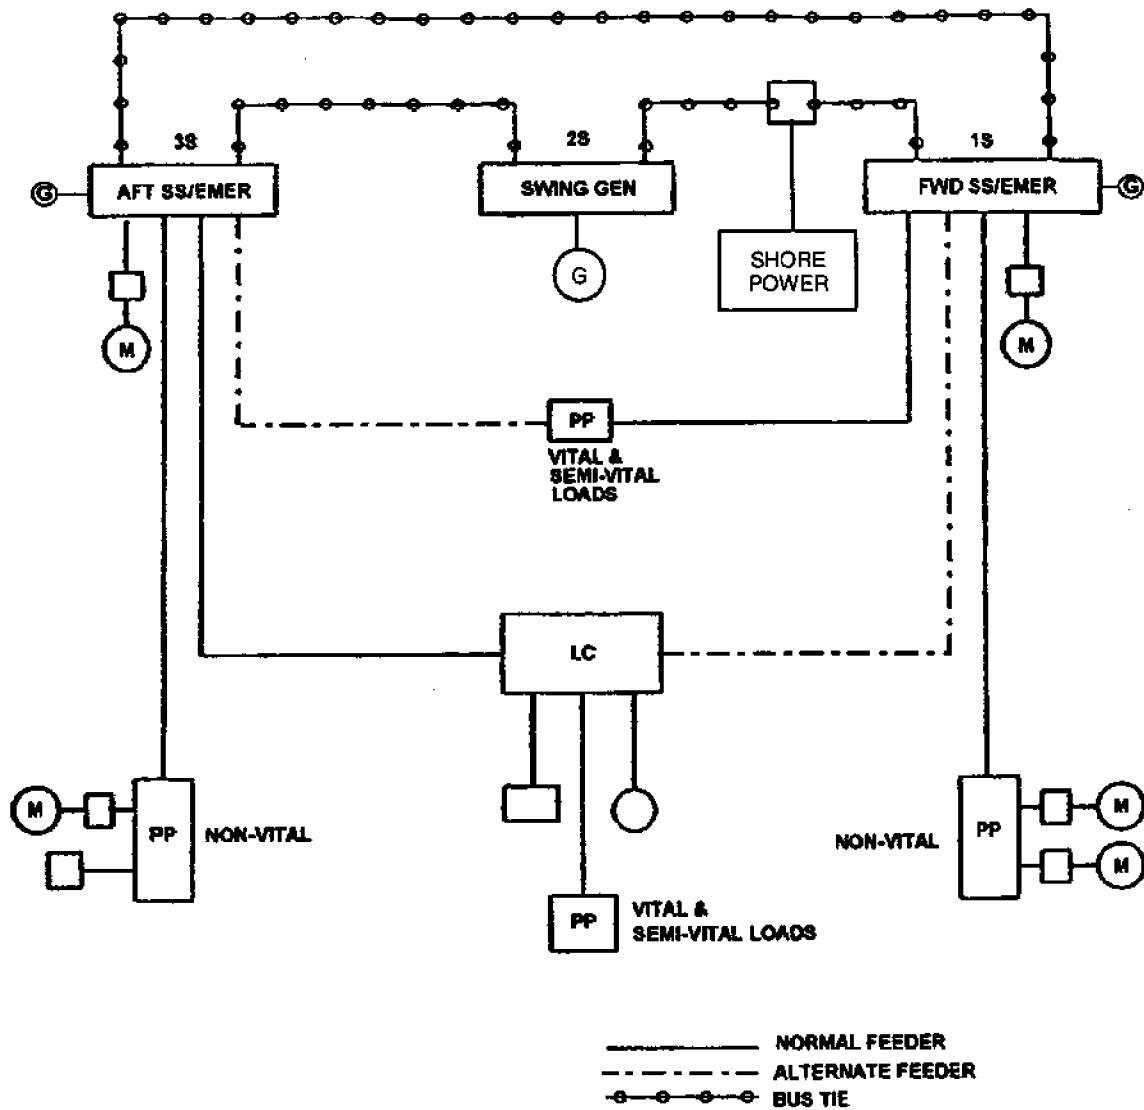 3S
2S
1S
G
AFT SS/EMER
SWING GEN
FWD SS/EMER
G
G
SHORE
POWER
M
M
PP
VITAL &
SEMI-VITAL
LOADS
LC
M
PP
NON-VITAL
NON-VITAL
PP
M
M
PP
VITAL &
SEMI-VITAL LOADS
NORMAL FEEDER
ALTERNATE FEEDER
BUS TIE